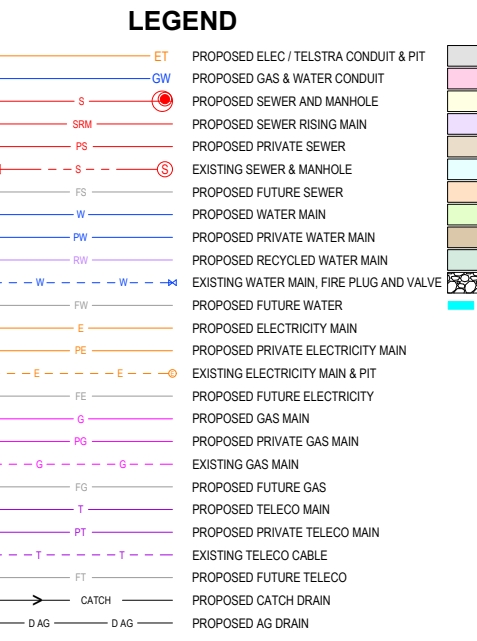 LEGEND
ET PROPOSED ELEC / TELSTRA CONDUIT & PIT
GW PROPOSED GAS & WATER CONDUIT
S PROPOSED SEWER AND MANHOLE
SRM PROPOSED SEWER RISING MAIN
PS PROPOSED PRIVATE SEWER
S S EXISTING SEWER & MANHOLE
FS PROPOSED FUTURE SEWER
W PROPOSED WATER MAIN
PW PROPOSED PRIVATE WATER MAIN
RW PROPOSED RECYCLED WATER MAIN
W W EXISTING WATER MAIN, FIRE PLUG AND VALVE
FW PROPOSED FUTURE WATER
E PROPOSED ELECTRICITY MAIN
PE PROPOSED PRIVATE ELECTRICITY MAIN
E E E EXISTING ELECTRICITY MAIN & PIT
FE PROPOSED FUTURE ELECTRICITY
G PROPOSED GAS MAIN
PG PROPOSED PRIVATE GAS MAIN
G G EXISTING GAS MAIN
FG PROPOSED FUTURE GAS
T PROPOSED TELECO MAIN
PT PROPOSED PRIVATE TELECO MAIN
T T EXISTING TELECO CABLE
FT PROPOSED FUTURE TELECO
CATCH PROPOSED CATCH DRAIN
D AG D AG PROPOSED AG DRAIN